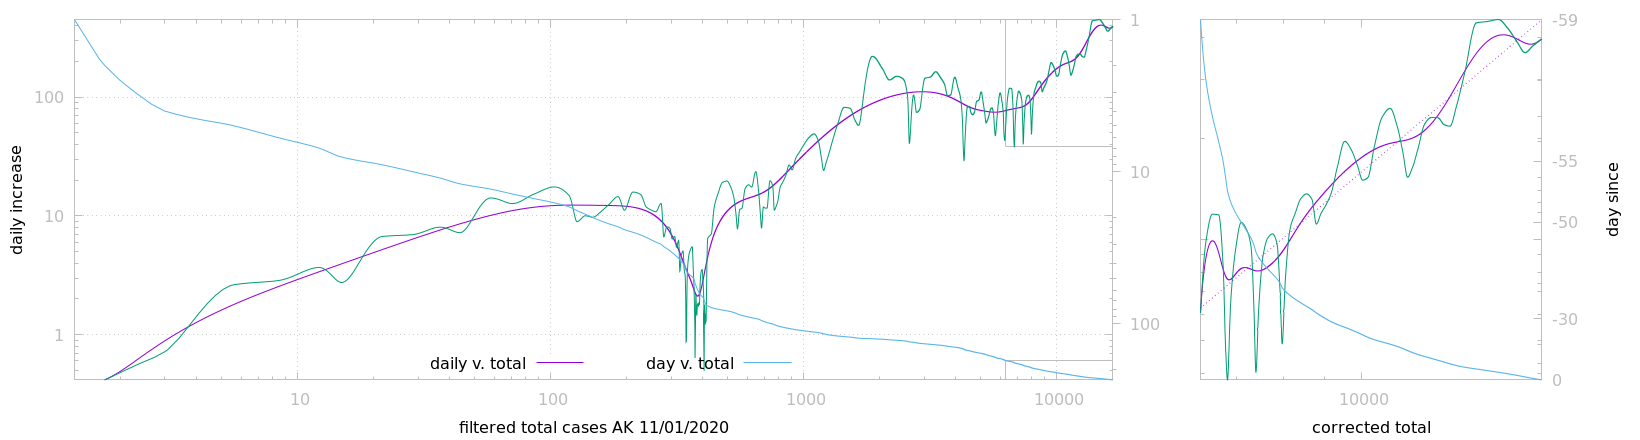 daily increase
100
10
1
10
100
1000
10000
1
10
100
daily v. total
day v. total
filtered total cases AK 11/01/2020
-59
-55
-50
-30
0
day since
10000
corrected total